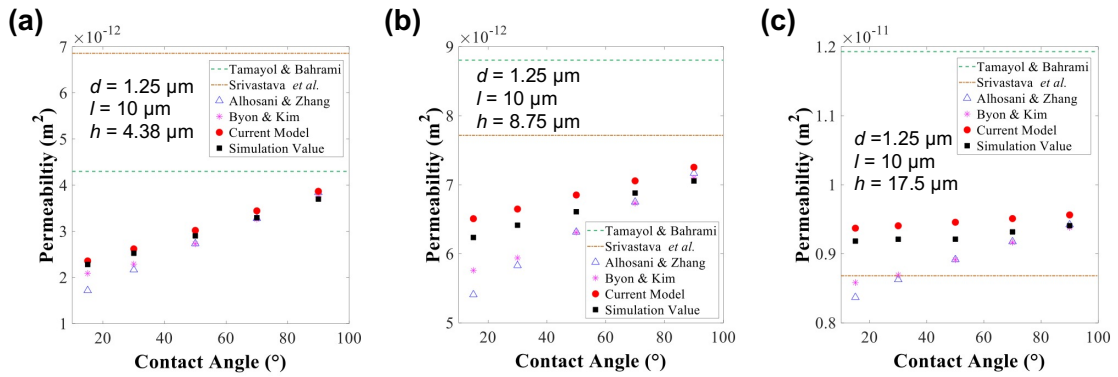 (a)
7 ×10⁻¹²
6
5
4
3
2
1
20 40 60 80 100
Permeabiltiy (m²)
Contact Angle (°)
d = 1.25 μm
l = 10 μm
h = 4.38 μm
Tamayol & Bahrami
Srivastava et al.
Alhosani & Zhang
Byon & Kim
Current Model
Simulation Value
(b)
9 ×10⁻¹²
8
7
6
5
20 40 60 80 100
Permeabiltiy (m²)
Contact Angle (°)
d = 1.25 μm
l = 10 μm
h = 8.75 μm
Tamayol & Bahrami
Srivastava et al.
Alhosani & Zhang
Byon & Kim
Current Model
Simulation Value
(c)
1.2 ×10⁻¹¹
1.1
1
0.9
0.8
20 40 60 80 100
Permeabiltiy (m²)
Contact Angle (°)
d =1.25 μm
l = 10 μm
h = 17.5 μm
Tamayol & Bahrami
Srivastava et al.
Alhosani & Zhang
Byon & Kim
Current Model
Simulation Value